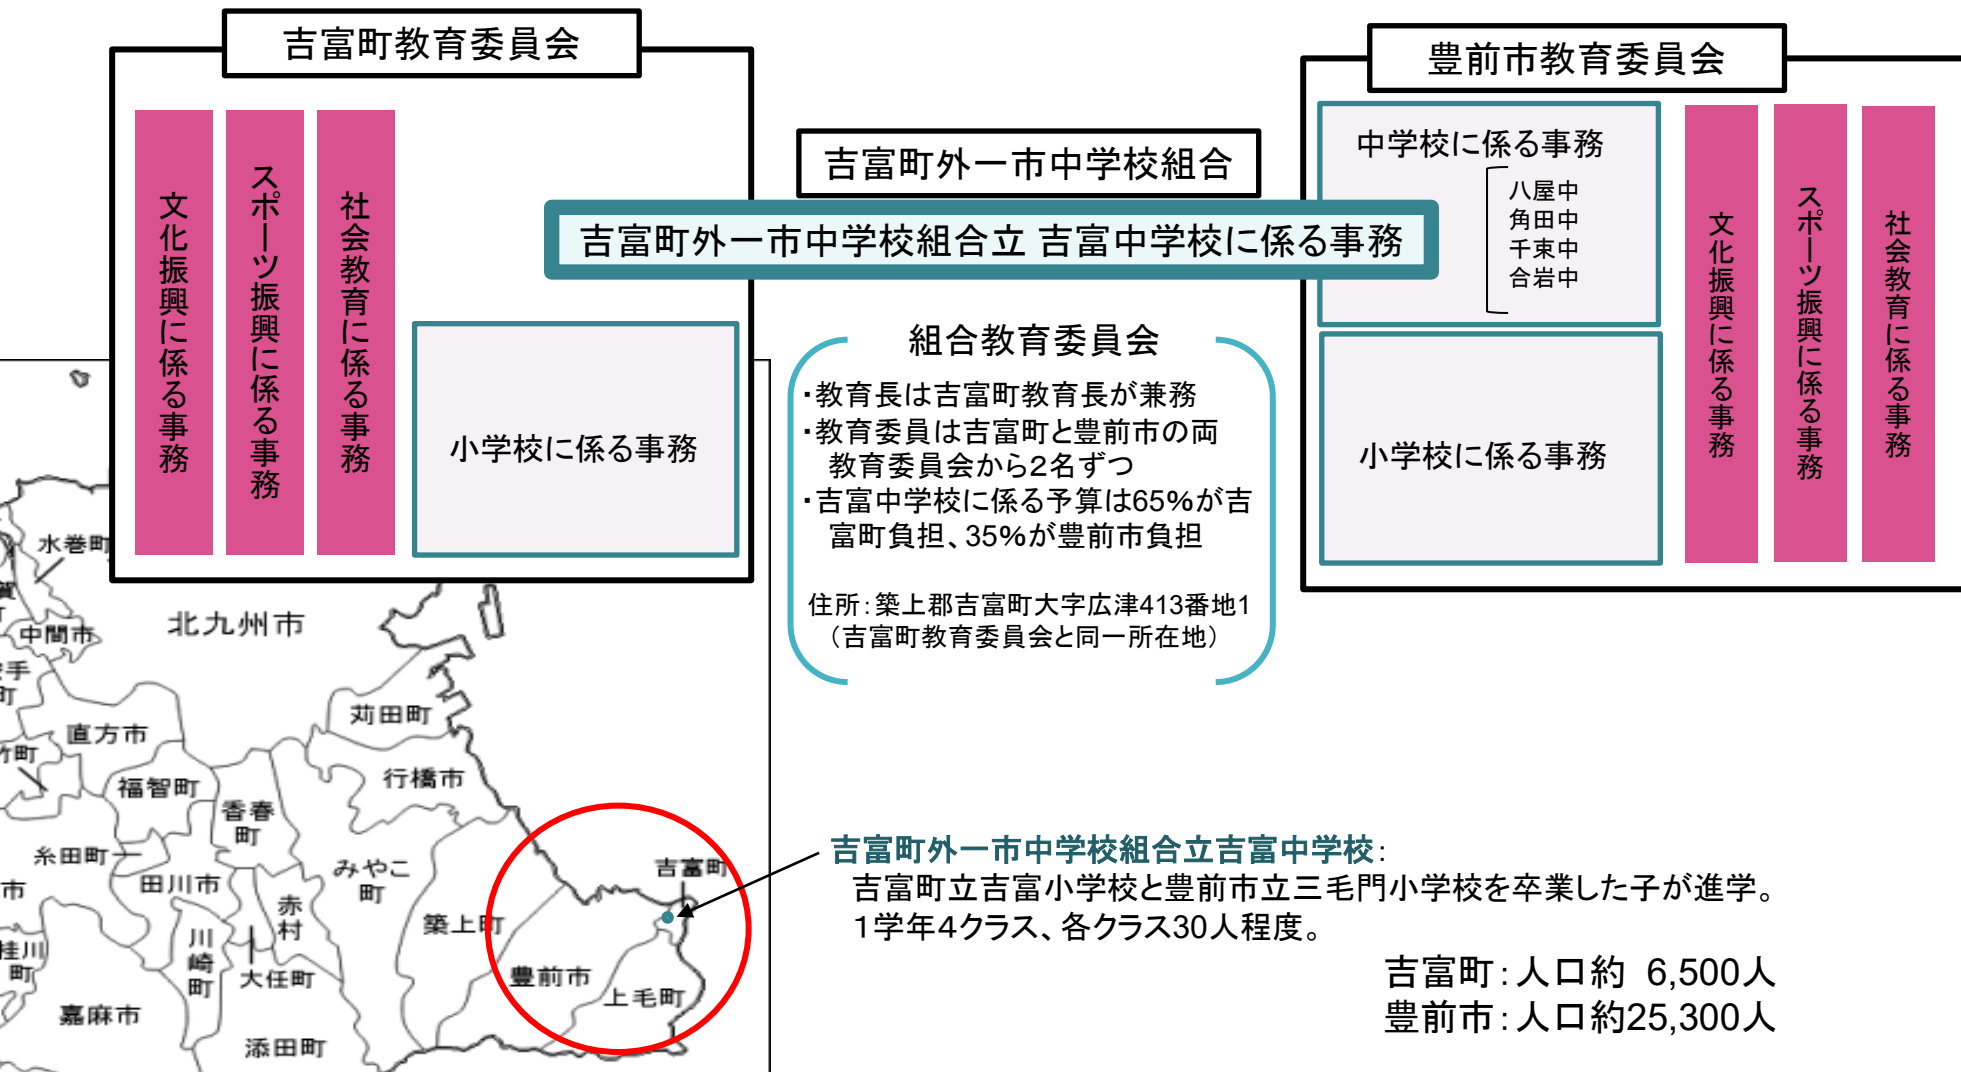 吉富町教育委員会
文化振興に係る事務
スポーツ振興に係る事務
社会教育に係る事務
小学校に係る事務
吉富町外一市中学校組合
吉富町外一市中学校組合立 吉富中学校に係る事務
組合教育委員会
・教育長は吉富町教育長が兼務
・教育委員は吉富町と豊前市の両
教育委員会から2名ずつ
・吉富中学校に係る予算は65%が吉
富町負担、35%が豊前市負担
住所：築上郡吉富町大字広津413番地1
（吉富町教育委員会と同一所在地）
豊前市教育委員会
中学校に係る事務
八屋中
角田中
千束中
合岩中
小学校に係る事務
文化振興に係る事務
スポーツ振興に係る事務
社会教育に係る事務
水巻町
中間市
北九州市
苅田町
直方市
福智町
行橋市
香春
町
糸田町
田川市
みやこ
町
赤
村
築上町
吉富町
川
崎
町
大任町
桂川
町
豊前市
上毛町
嘉麻市
添田町
市
吉富町外一市中学校組合立吉富中学校：
吉富町立吉富小学校と豊前市立三毛門小学校を卒業した子が進学。
1学年4クラス、各クラス30人程度。
吉富町：人口約 6,500人
豊前市：人口約25,300人